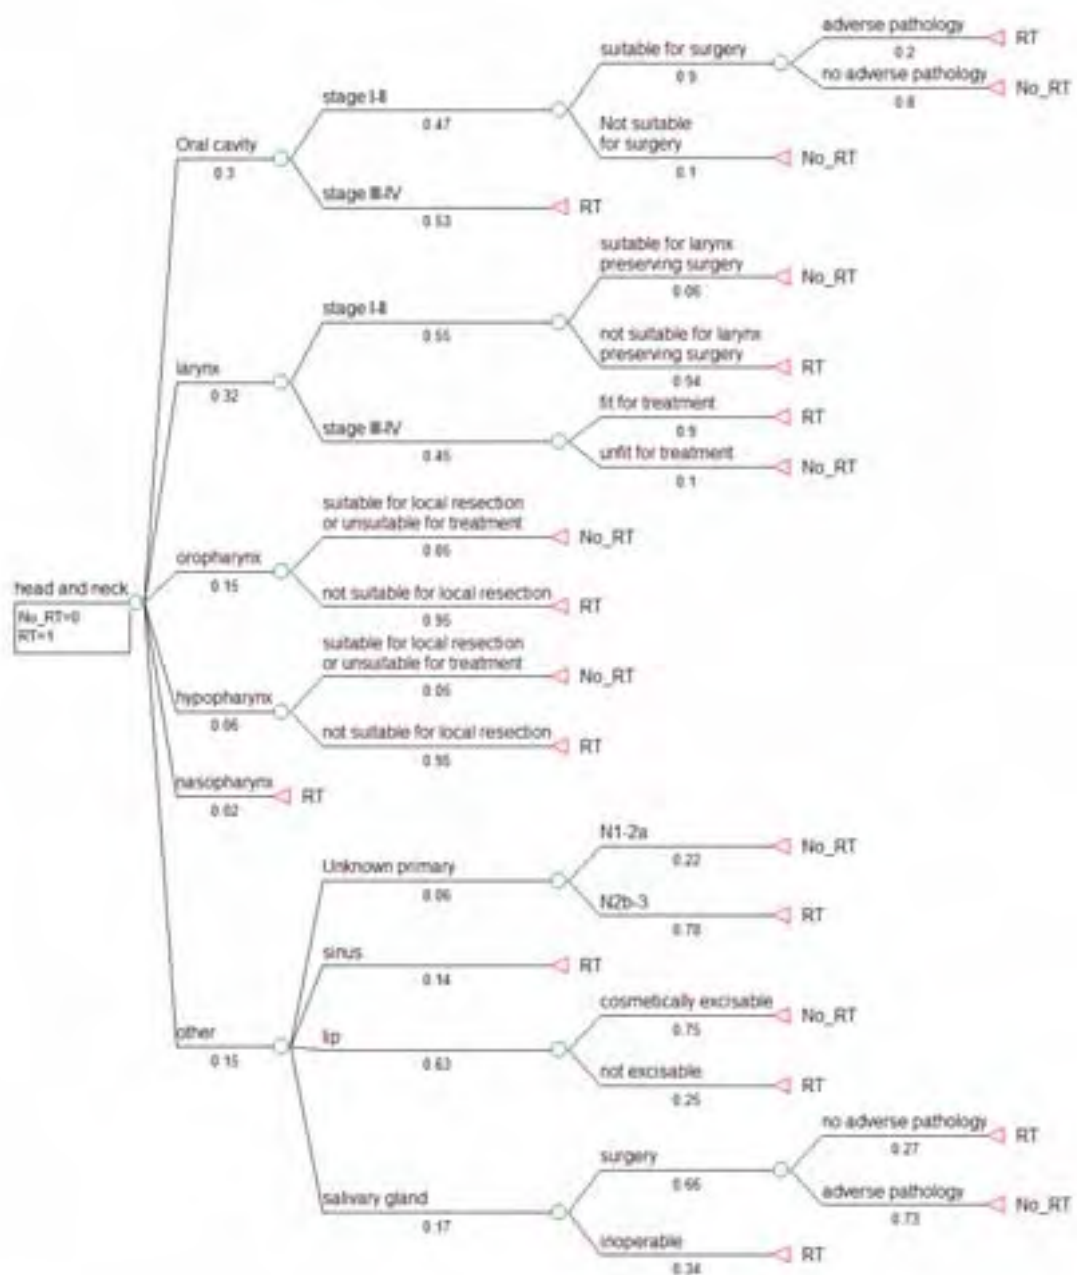 adverse pathology
RT
0.2
suitable for surgery
0.9
no adverse pathology
No_RT
0.8
stage I-II
0.47
Not suitable
for surgery
No_RT
0.1
Oral cavity
0.3
stage III-IV
RT
0.53
suitable for larynx
preserving surgery
No_RT
0.06
stage I-II
0.55
not suitable for larynx
preserving surgery
RT
0.94
larynx
0.32
fit for treatment
RT
0.9
stage III-IV
0.45
unfit for treatment
No_RT
0.1
suitable for local resection
or unsuitable for treatment
No_RT
0.05
oropharynx
0.15
not suitable for local resection
RT
0.95
head and neck
No_RT=0
RT=1
suitable for local resection
or unsuitable for treatment
No_RT
0.05
hypopharynx
0.06
not suitable for local resection
RT
0.95
nasopharynx
RT
0.02
N1-2a
No_RT
0.22
Unknown primary
0.06
N2b-3
RT
0.78
sinus
RT
0.14
cosmetically excisable
No_RT
0.75
other
0.15
lip
0.63
not excisable
RT
0.25
no adverse pathology
RT
0.27
surgery
0.66
adverse pathology
No_RT
0.73
salivary gland
0.17
inoperable
RT
0.34